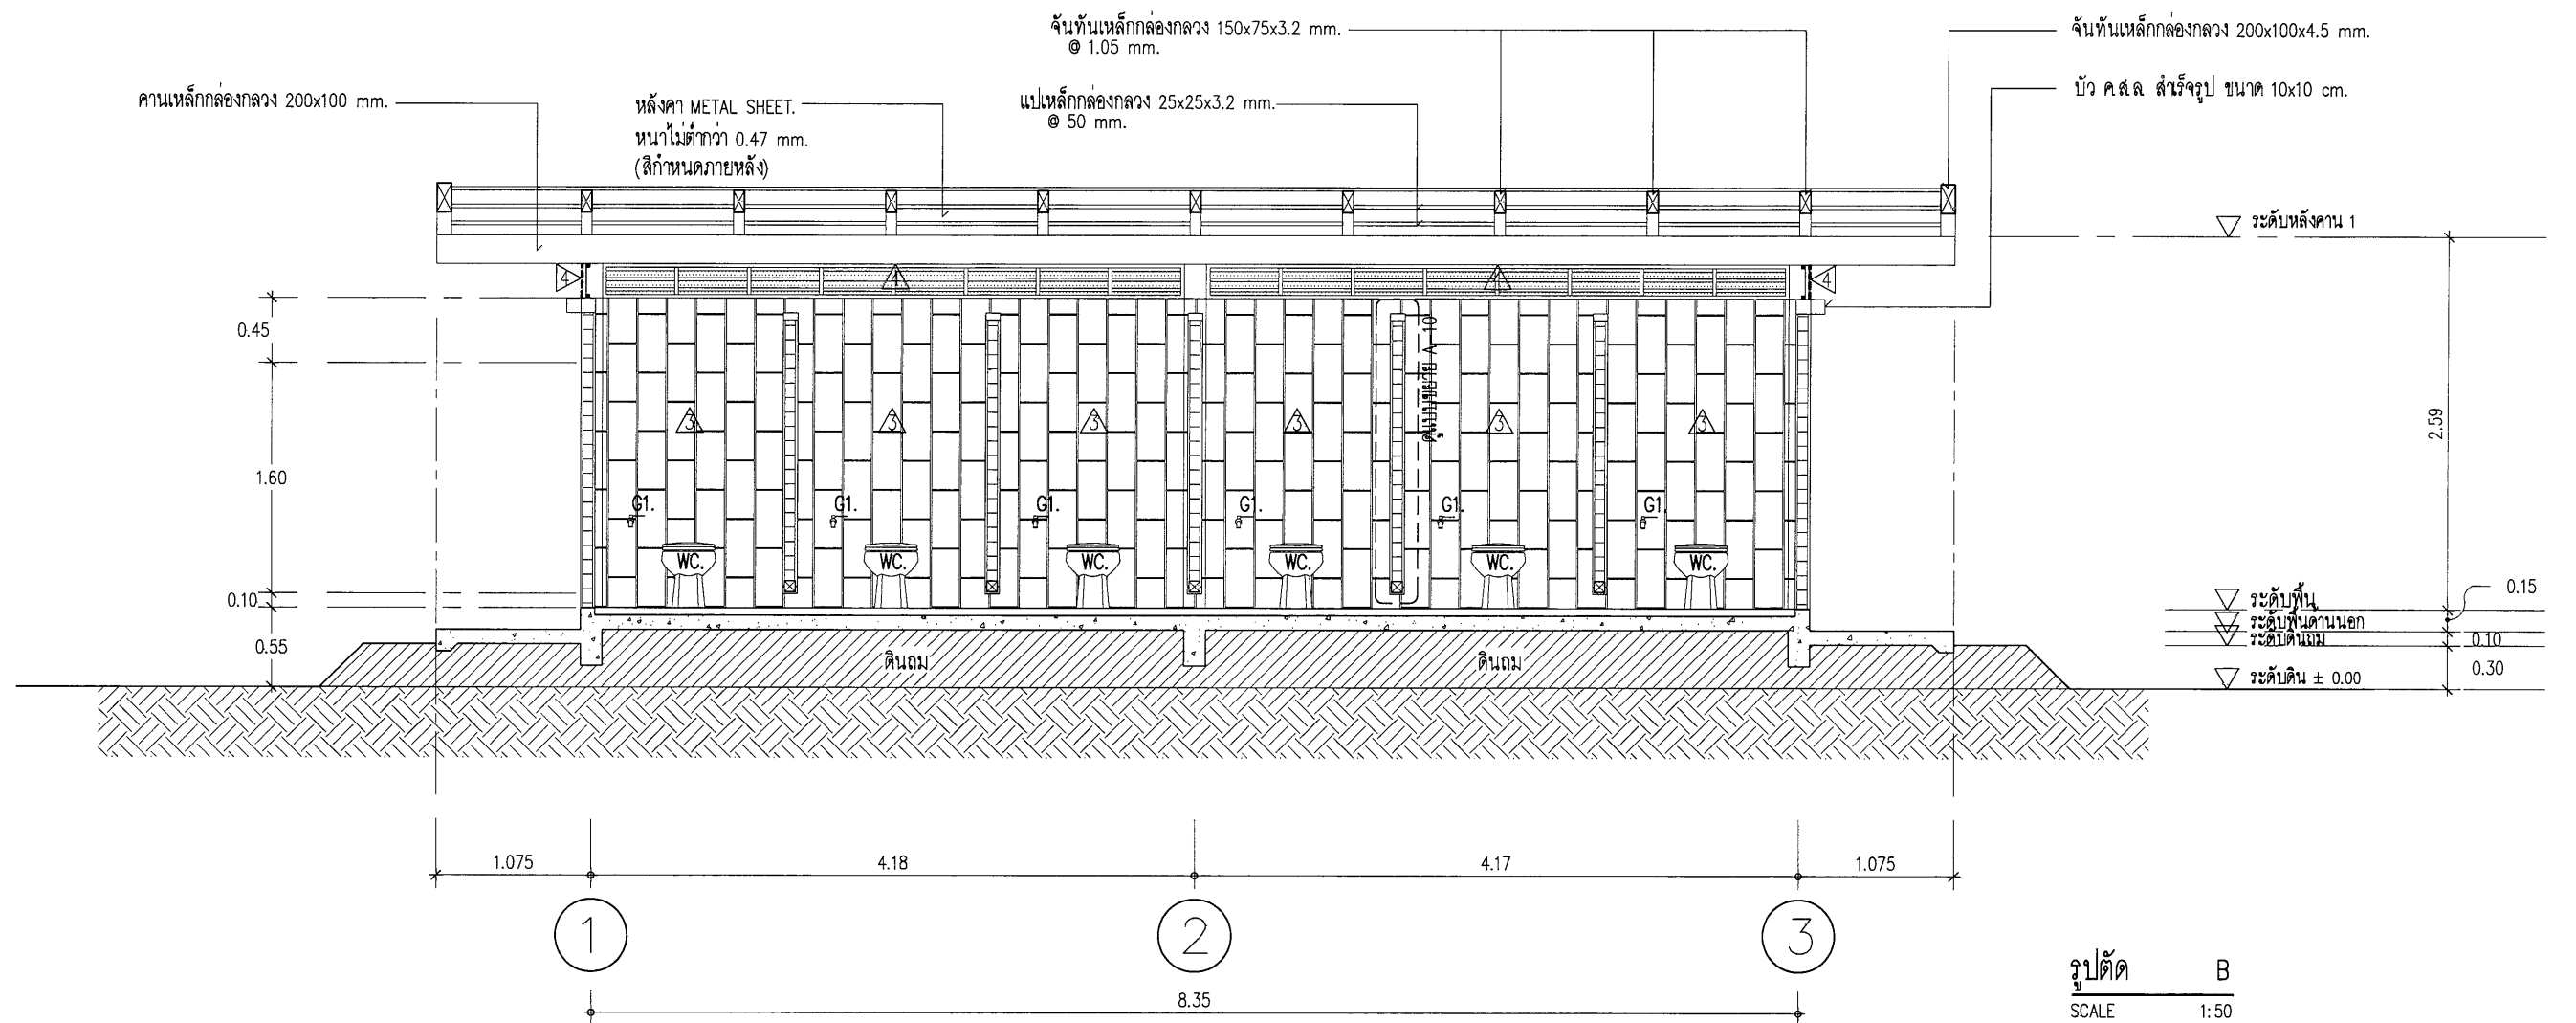 จันทันเหล็กกล่องกลวง 150x75x3.2 mm.
@ 1.05 mm.
จันทันเหล็กกล่องกลวง 200x100x4.5 mm.
คานเหล็กกล่องกลวง 200x100 mm.
หลังคา METAL SHEET.
หนาไม่ต่ำกว่า 0.47 mm.
(สีกำหนดภายหลัง)
แปเหล็กกล่องกลวง 25x25x3.2 mm.
@ 50 mm.
บัว ค.ส.ล. สำเร็จรูป ขนาด 10x10 cm.
ระดับหลังคาน 1
4
4
4
4
0.45
1.60
0.10
0.55
ดูแบบขยาย A-10
3
3
3
3
3
3
G1.
G1.
G1.
G1.
G1.
G1.
WC.
WC.
WC.
WC.
WC.
WC.
2.59
ระดับพื้น
0.15
ระดับพื้นด้านนอก
ระดับดินถม
0.10
ระดับดิน ± 0.00
0.30
ดินถม
ดินถม
1.075
4.18
4.17
1.075
1
2
3
8.35
รูปตัด B
SCALE 1:50